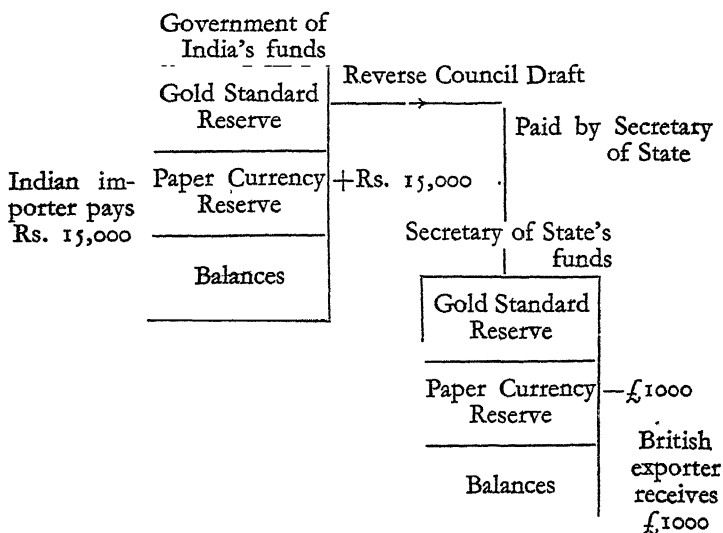 Government of
India's funds
Reverse Council Draft
Gold Standard
Reserve
Paid by Secretary
of State
Indian im-
porter pays
Rs. 15,000
Paper Currency
Reserve
+Rs. 15,000
Balances
Secretary of State's
funds
Gold Standard
Reserve
Paper Currency
Reserve
—£1000
Balances
British
exporter
receives
£1000